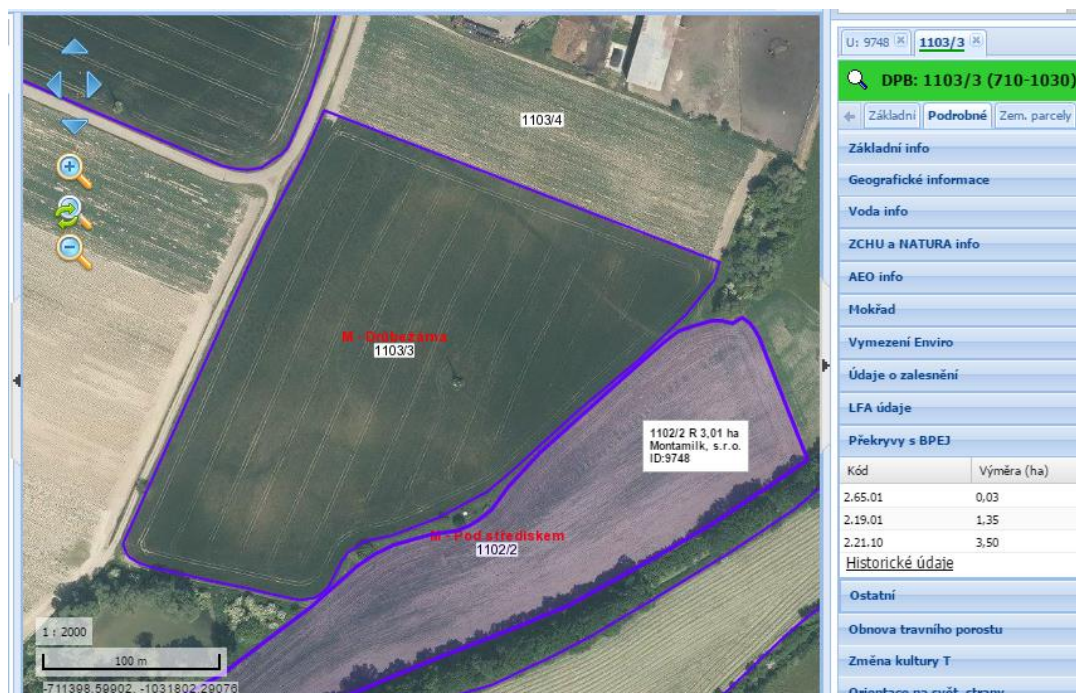 1103/4
M - Drůbežárna
1103/3
1102/2 R 3,01 ha
Montamilk, s.r.o.
ID:9748
M - Pod střediskem
1102/2
1 : 2000
100 m
-711398.59902, -1031802.29076
U: 9748
1103/3
DPB: 1103/3 (710-1030)
Základní Podrobné Zem. parcely
Základní info
Geografické informace
Voda info
ZCHU a NATURA info
AEO info
Mokřad
Vymezení Enviro
Údaje o zalesnění
LFA údaje
Překryvy s BPEJ
Kód Výměra (ha)
2.65.01 0,03
2.19.01 1,35
2.21.10 3,50
Historické údaje
Ostatní
Obnova travního porostu
Změna kultury T
Orientace na svět. strany